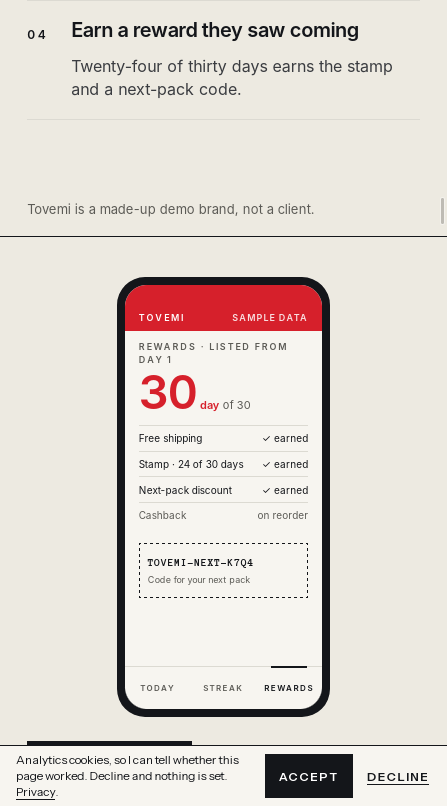 04 Earn a reward they saw coming
Twenty-four of thirty days earns the stamp
and a next-pack code.
Tovemi is a made-up demo brand, not a client.
TOVEMI SAMPLE DATA
REWARDS · LISTED FROM
DAY 1
30 day of 30
Free shipping ✓ earned
Stamp · 24 of 30 days ✓ earned
Next-pack discount ✓ earned
Cashback on reorder
TOVEMI-NEXT-K7Q4
Code for your next pack
TODAY STREAK REWARDS
Analytics cookies, so I can tell whether this
page worked. Decline and nothing is set.
Privacy.
ACCEPT DECLINE